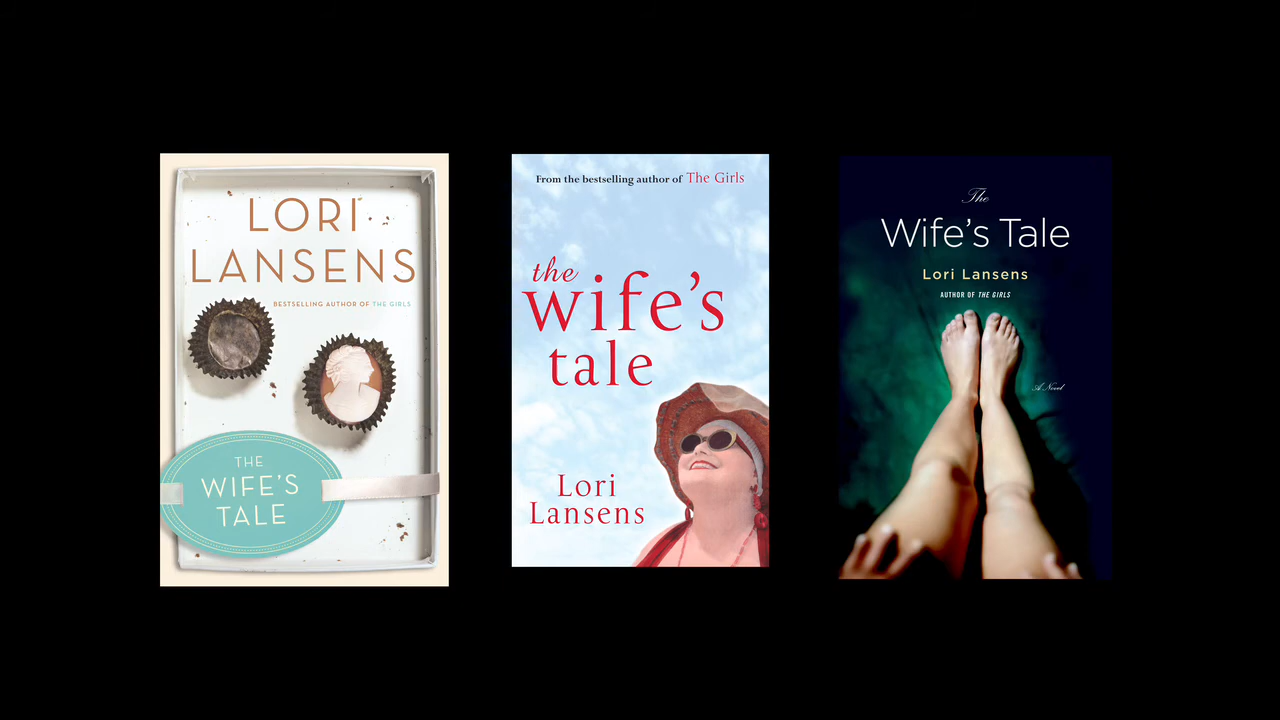 LORI
LANSENS
BESTSELLING AUTHOR OF THE GIRLS
THE
WIFE'S
TALE
From the bestselling author of The Girls
the
wife's
tale
Lori
Lansens
The
Wife's Tale
Lori Lansens
AUTHOR OF THE GIRLS
A Novel